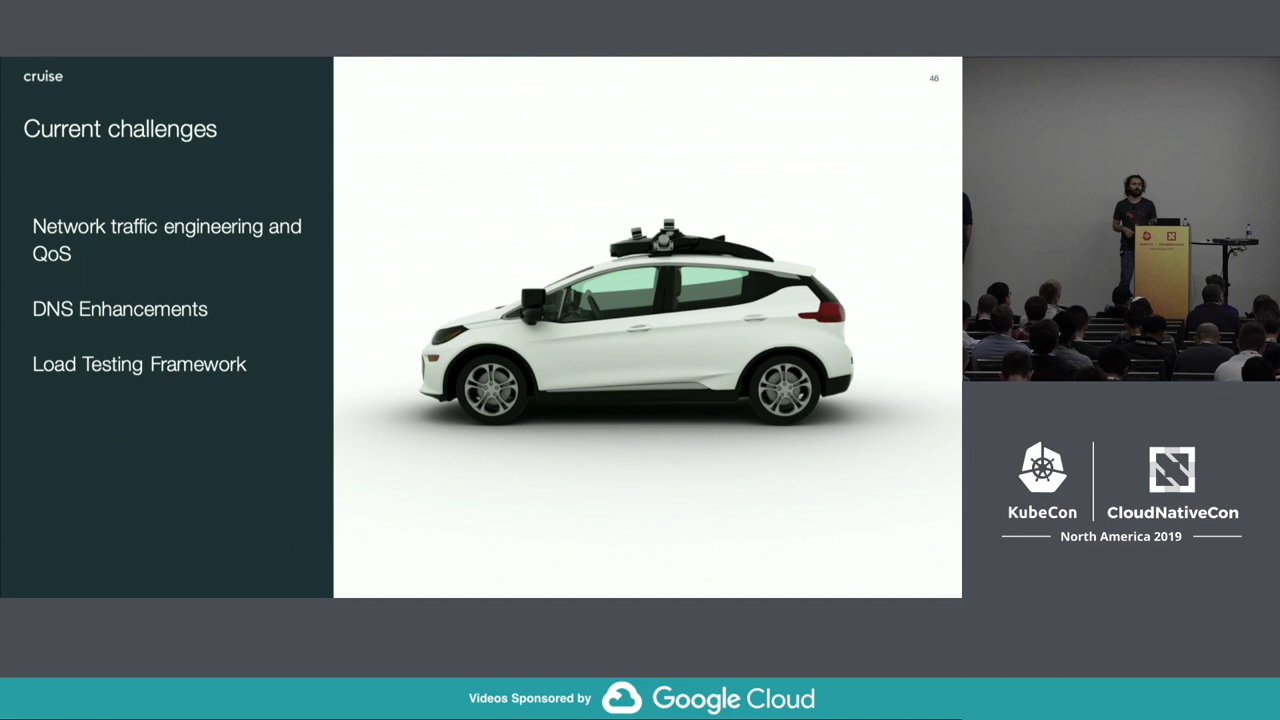 cruise
46
Current challenges
Network traffic engineering and
QoS
DNS Enhancements
Load Testing Framework
KubeCon
CloudNativeCon
North America 2019
Videos Sponsored by Google Cloud